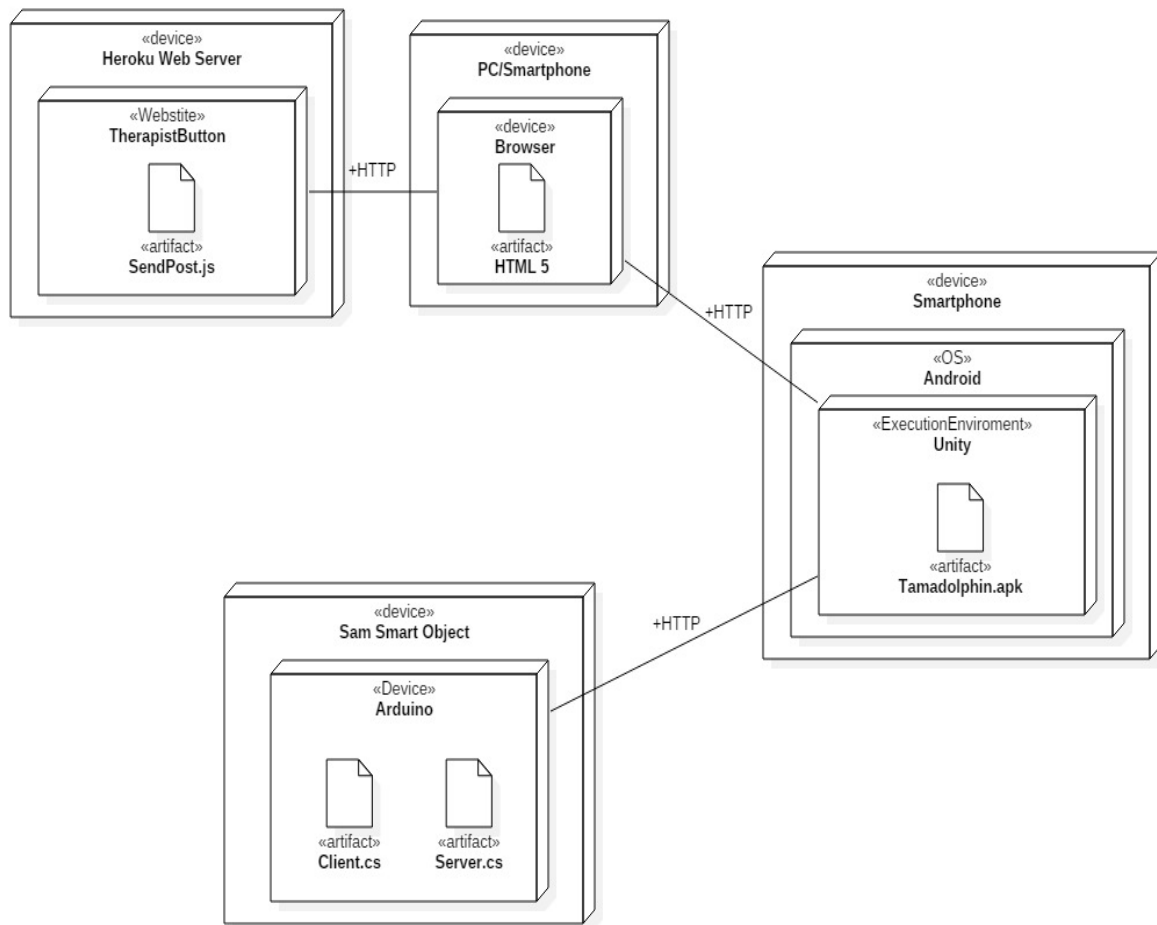 «device»
Heroku Web Server
«Webstite»
TherapistButton
«artifact»
SendPost.js
+HTTP
«device»
PC/Smartphone
«device»
Browser
«artifact»
HTML 5
+HTTP
«device»
Smartphone
«OS»
Android
«ExecutionEnviroment»
Unity
«artifact»
Tamadolphin.apk
+HTTP
«device»
Sam Smart Object
«Device»
Arduino
«artifact»
Client.cs
«artifact»
Server.cs